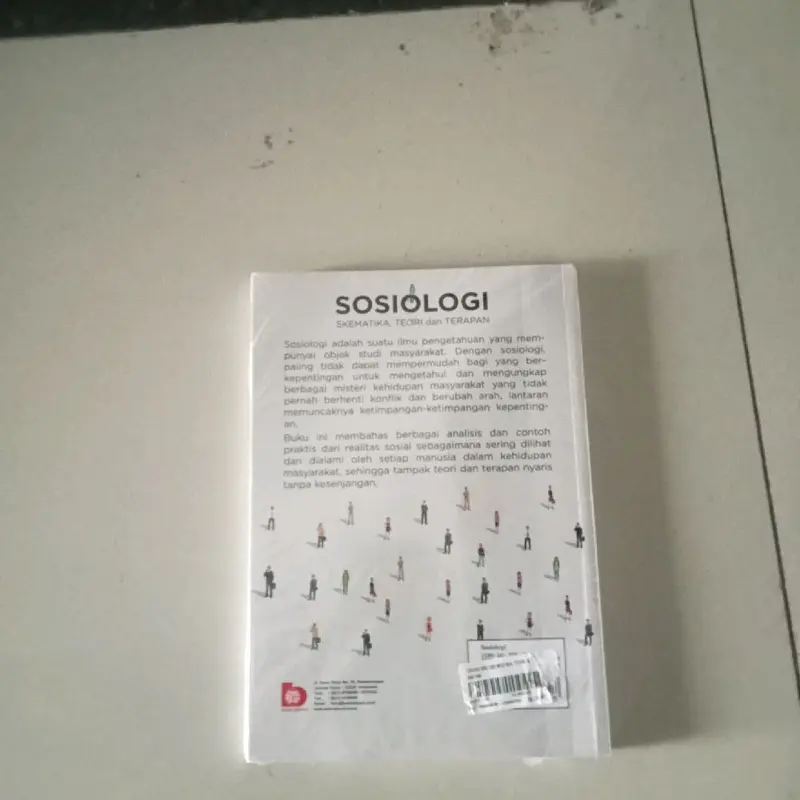 SOSIOLOGI
SKEMATIKA, TEORI dan TERAPAN
Sosiologi adalah suatu ilmu pengetahuan yang mem-
punyai objek studi masyarakat. Dengan sosiologi,
paling tidak dapat mempermudah bagi yang ber-
kepentingan untuk mengetahui dan mengungkap
berbagai misteri kehidupan masyarakat yang tidak
pernah berhenti konflik dan berubah arah, lantaran
memuncaknya ketimpangan-ketimpangan kepenting-
an.
Buku ini membahas berbagai analisis dan contoh
praktis dari realitas sosial sebagaimana sering dilihat
dan dialami oleh setiap manusia dalam kehidupan
masyarakat, sehingga tampak teori dan terapan nyaris
tanpa kesenjangan.
Sosiologi